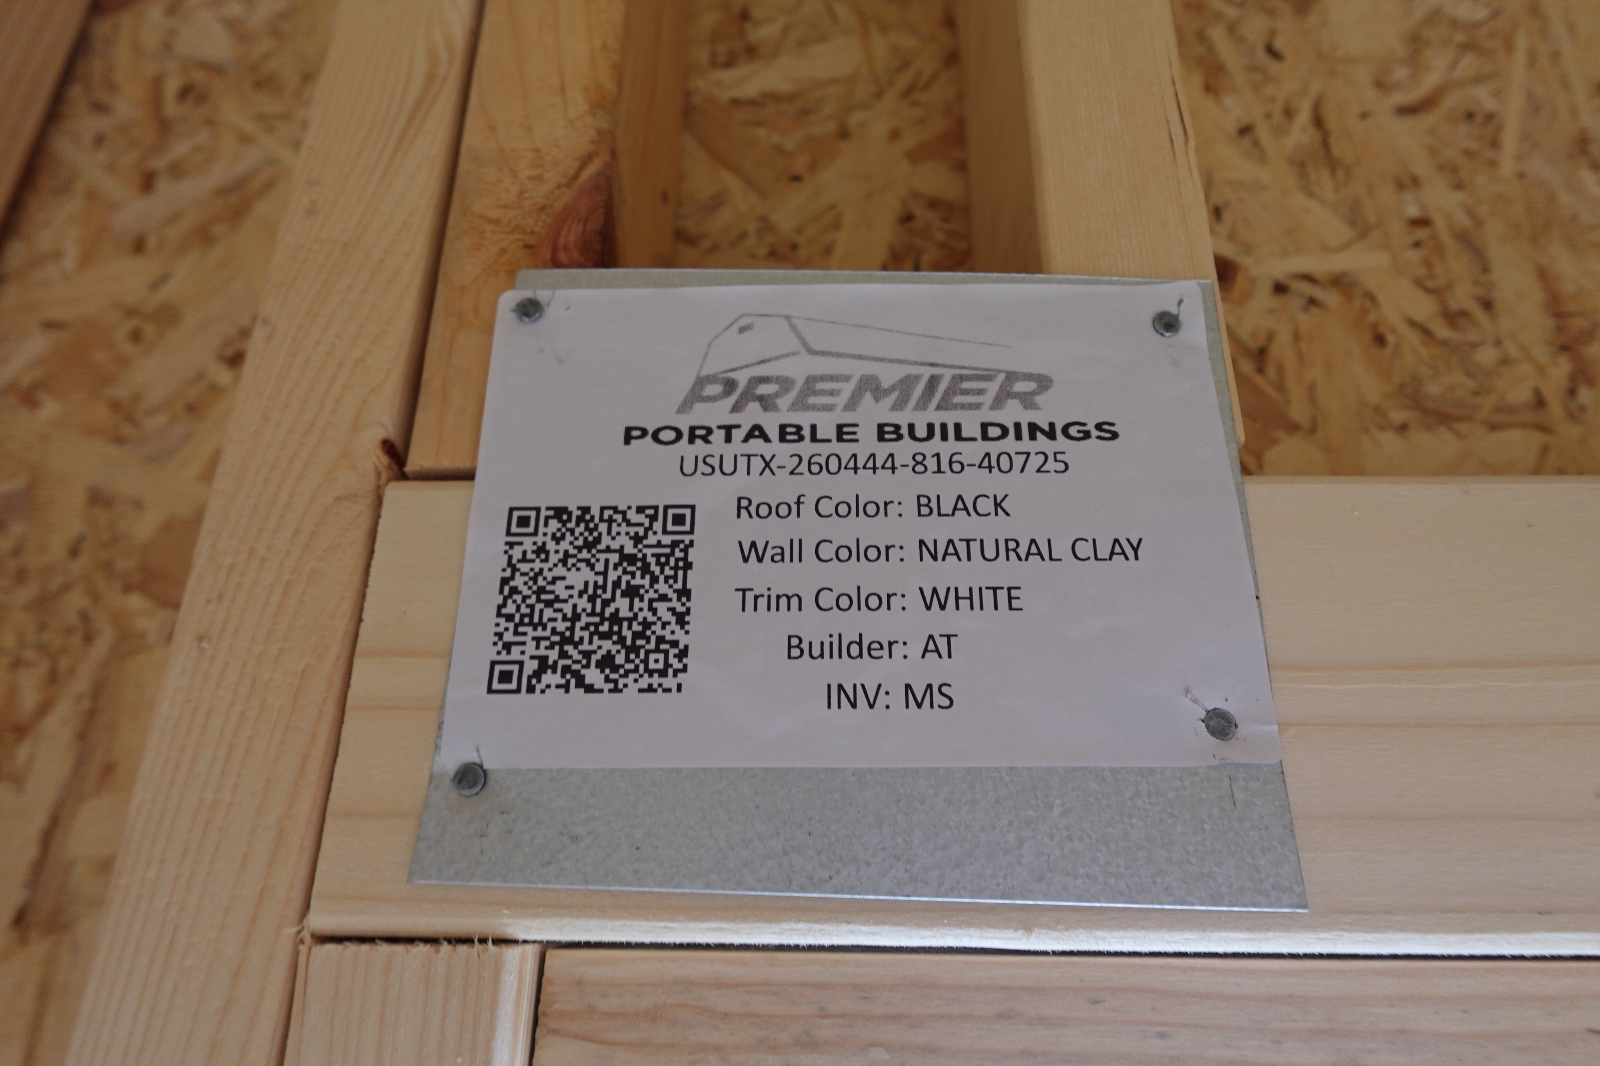 PREMIER
PORTABLE BUILDINGS
USUTX-260444-816-40725
Roof Color: BLACK
Wall Color: NATURAL CLAY
Trim Color: WHITE
Builder: AT
INV: MS